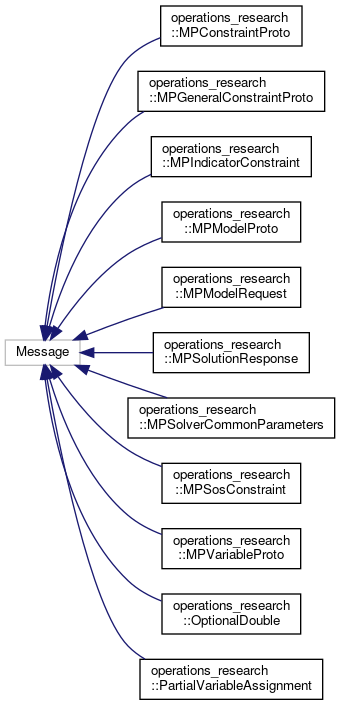 operations_research
::MPConstraintProto
operations_research
::MPGeneralConstraintProto
operations_research
::MPIndicatorConstraint
operations_research
::MPModelProto
operations_research
::MPModelRequest
Message
operations_research
::MPSolutionResponse
operations_research
::MPSolverCommonParameters
operations_research
::MPSosConstraint
operations_research
::MPVariableProto
operations_research
::OptionalDouble
operations_research
::PartialVariableAssignment